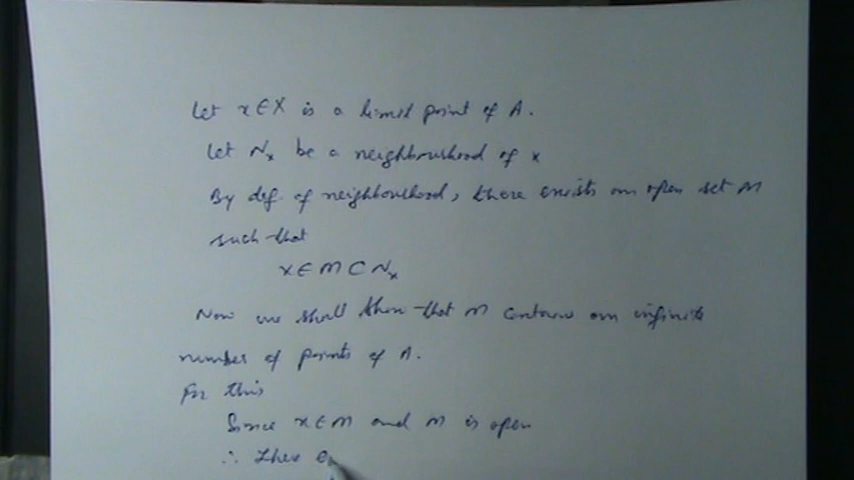 Let x ∈ X is a limit point of A.
Let Nx be a neighbourhood of x
By def. of neighbourhood, there exists an open set M
such that
x ∈ M ⊂ Nx
Now we shall show that M contains an infinite
number of points of A.
For this
Since x ∈ M and M is open
∴ there e